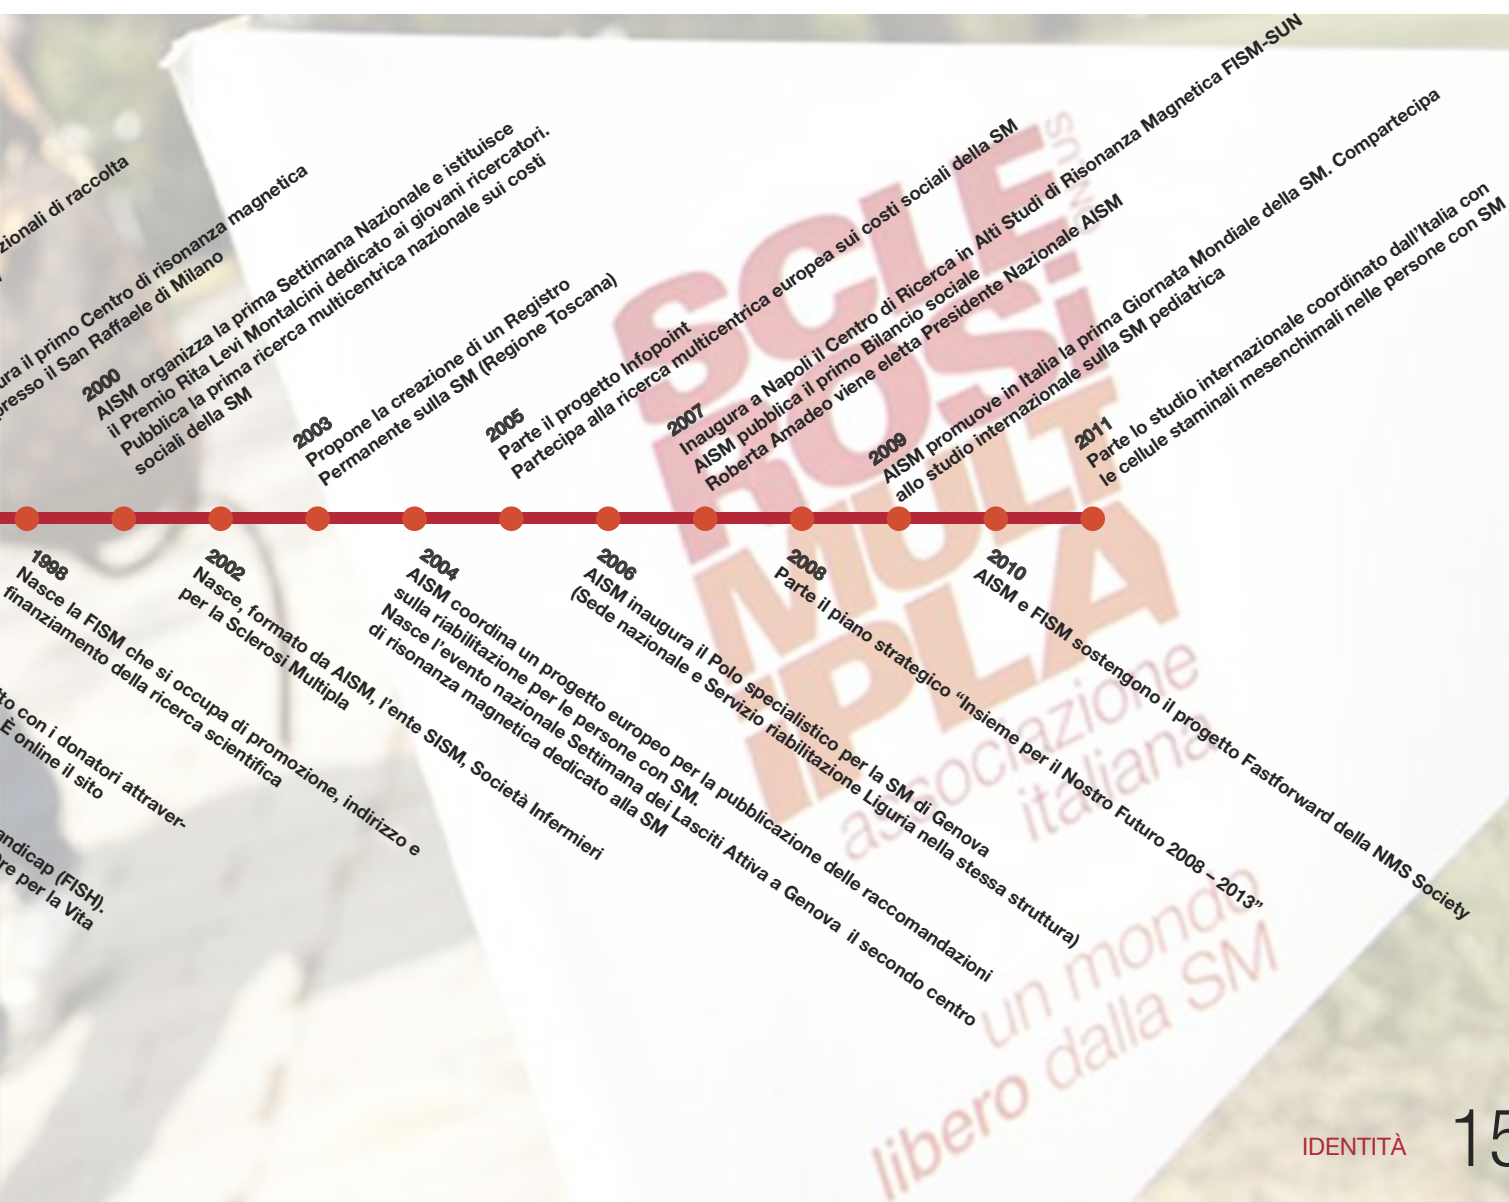 zionali di raccolta
ura il primo Centro di risonanza magnetica
presso il San Raffaele di Milano
2000
AISM organizza la prima Settimana Nazionale e istituisce
il Premio Rita Levi Montalcini dedicato ai giovani ricercatori.
Pubblica la prima ricerca multicentrica nazionale sui costi
sociali della SM
2003
Propone la creazione di un Registro
Permanente sulla SM (Regione Toscana)
2005
Parte il progetto Infopoint
Partecipa alla ricerca multicentrica europea sui costi sociali della SM
2007
Inaugura a Napoli il Centro di Ricerca in Alti Studi di Risonanza Magnetica FISM-SUN
AISM pubblica il primo Bilancio sociale
Roberta Amadeo viene eletta Presidente Nazionale AISM
2009
AISM promuove in Italia la prima Giornata Mondiale della SM. Compartecipa
allo studio internazionale sulla SM pediatrica
2011
Parte lo studio internazionale coordinato dall'Italia con
le cellule staminali mesenchimali nelle persone con SM
to con i donatori attraver-
È online il sito
andicap (FISH).
re per la Vita
1998
Nasce la FISM che si occupa di promozione, indirizzo e
finanziamento della ricerca scientifica
2002
Nasce, formato da AISM, l'ente SISM, Società Infermieri
per la Sclerosi Multipla
2004
AISM coordina un progetto europeo per la pubblicazione delle raccomandazioni
sulla riabilitazione per le persone con SM.
Nasce l'evento nazionale Settimana dei Lasciti Attiva a Genova il secondo centro
di risonanza magnetica dedicato alla SM
2006
AISM inaugura il Polo specialistico per la SM di Genova
(Sede nazionale e Servizio riabilitazione Liguria nella stessa struttura)
2008
Parte il piano strategico “Insieme per il Nostro Futuro 2008 – 2013”
2010
AISM e FISM sostengono il progetto Fastforward della NMS Society
SCLE
ROSi
MULT
iPLA
associazione
italiana
un mondo
libero dalla SM
IDENTITÀ 15